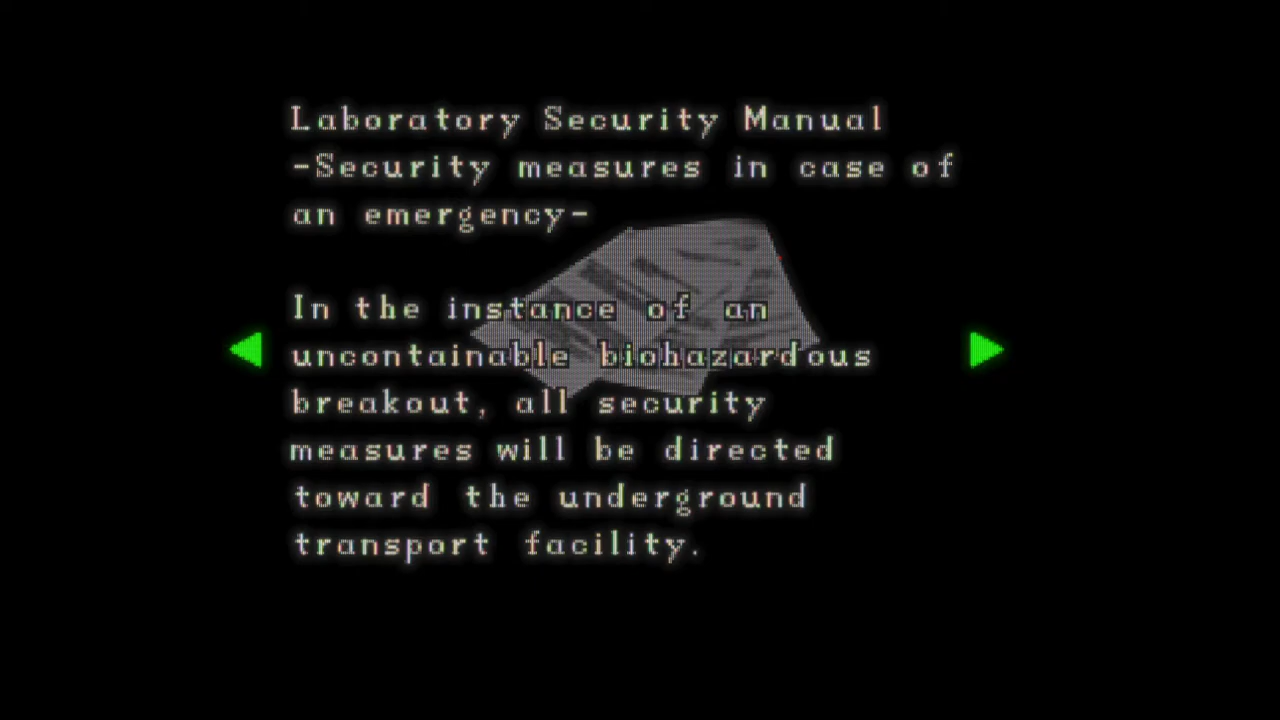 Laboratory Security Manual
-Security measures in case of
an emergency-
In the instance of an
uncontainable biohazardous
breakout, all security
measures will be directed
toward the underground
transport facility.